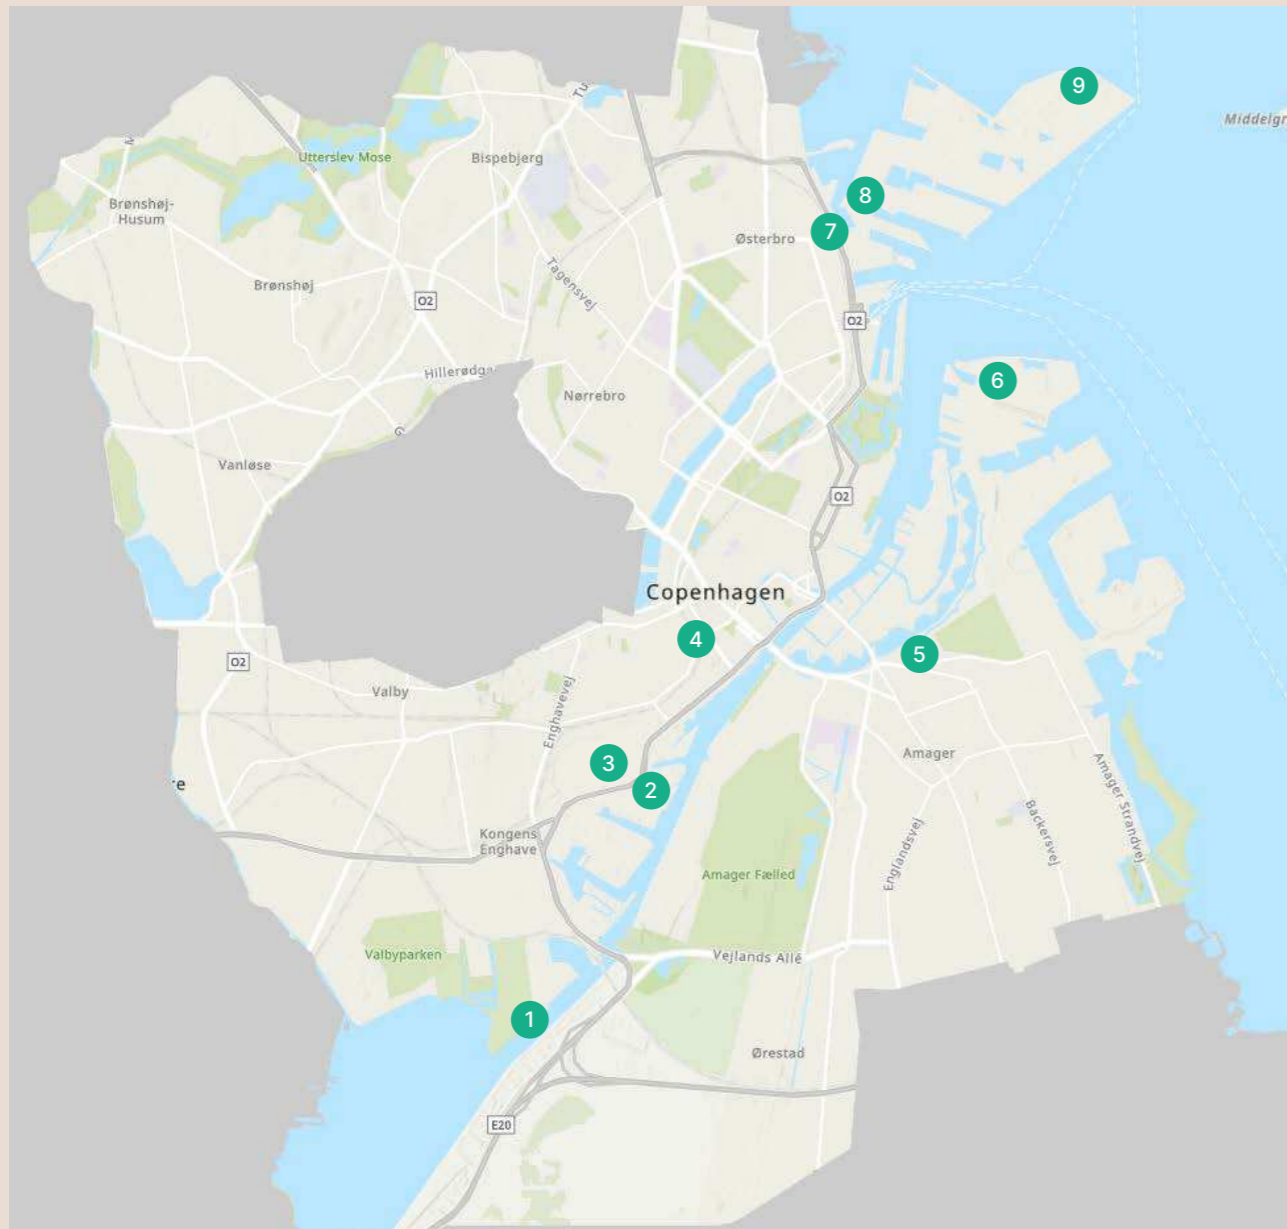 9
Middelgr
Utterslev Mose
Bispebjerg
8
Brønshøj-
Husum
7
Østerbro
Tagensvej
Brønshøj
O2
O2
Hillerødga
6
Nørrebro
Vanløse
O2
Copenhagen
4
5
O2
Valby
Enghavevej
3
Amager
2
re
Amager Strandvej
Backersvej
Englandsvej
Kongens
Enghave
Amager Fælled
Valbyparken
Vejlands Allé
1
Ørestad
E20